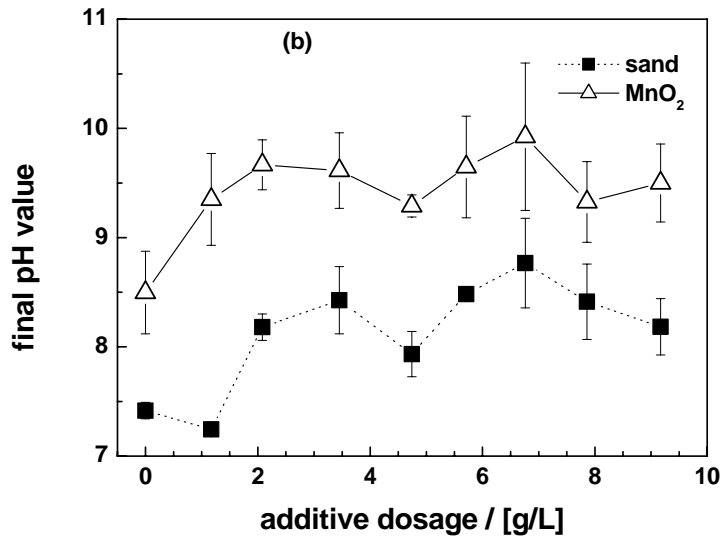 (b)
sand
MnO₂
11
10
9
8
7
final pH value
0 2 4 6 8 10
additive dosage / [g/L]